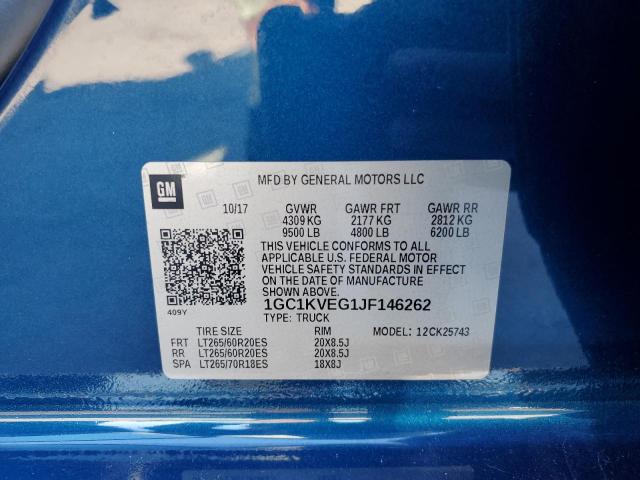 GM
MFD BY GENERAL MOTORS LLC
10/17 GVWR GAWR FRT GAWR RR
4309 KG 2177 KG 2812 KG
9500 LB 4800 LB 6200 LB
THIS VEHICLE CONFORMS TO ALL
APPLICABLE U.S. FEDERAL MOTOR
VEHICLE SAFETY STANDARDS IN EFFECT
ON THE DATE OF MANUFACTURE
SHOWN ABOVE.
1GC1KVEG1JF146262
409Y
TYPE: TRUCK
TIRE SIZE RIM MODEL: 12CK25743
FRT LT265/60R20ES 20X8.5J
RR LT265/60R20ES 20X8.5J
SPA LT265/70R18ES 18X8J